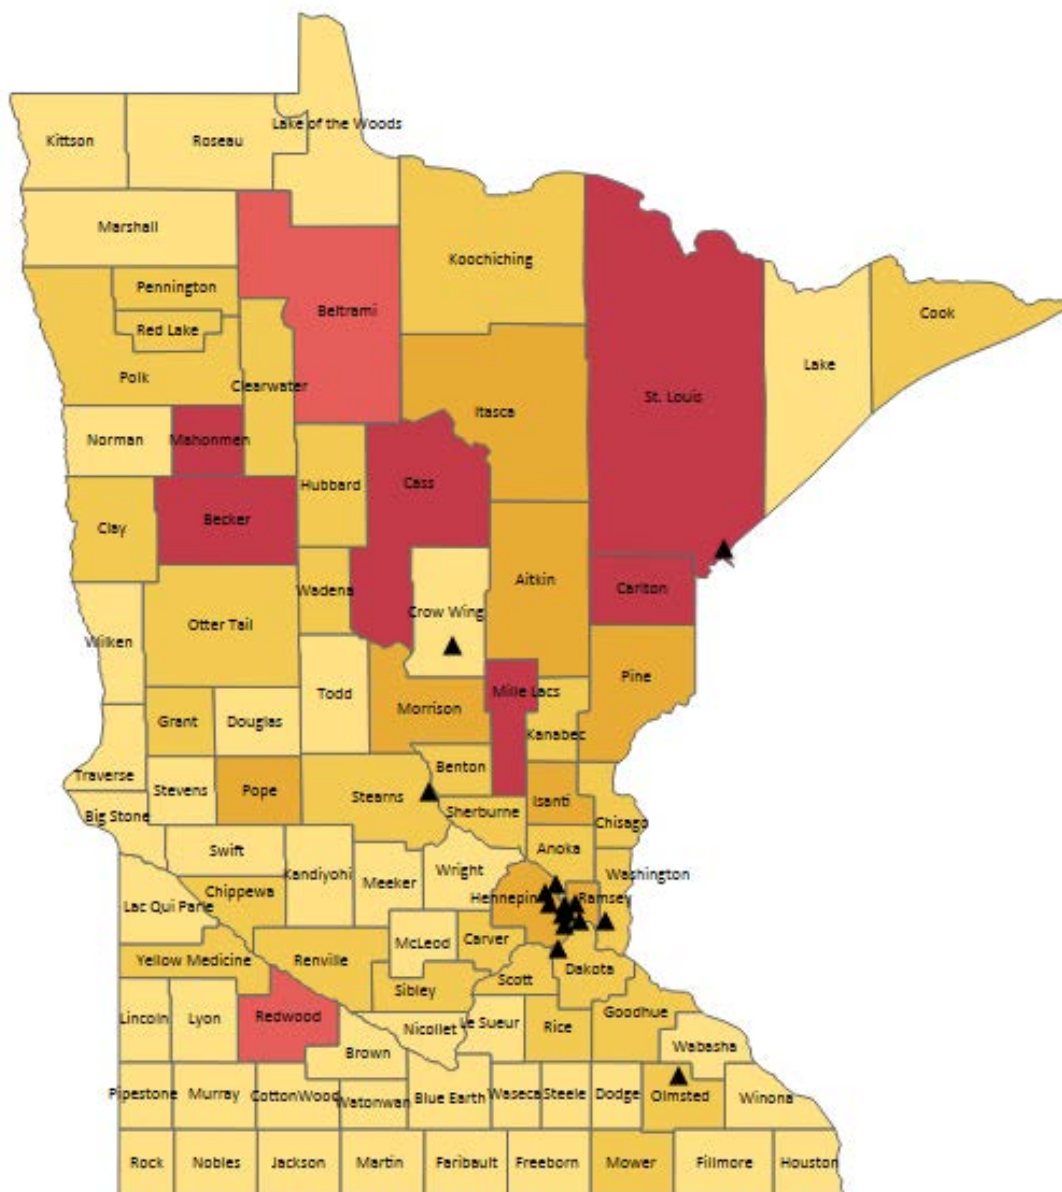 Lake of the Woods
Kittson
Roseau
Marshall
Koochiching
Pennington
Beltrami
Cook
Red Lake
Lake
Polk
Clearwater
St. Louis
Itasca
Norman
Mahonmen
Hubbard
Cass
Becker
Clay
Aitkin
Carlton
Wadena
Crow Wing
Otter Tail
Wilken
Pine
Todd
Mille Lacs
Morrison
Grant
Douglas
Kanabec
Traverse
Benton
Stevens
Pope
Stearns
Isanti
Big Stone
Sherburne
Chisago
Swift
Anoka
Kandiyohi
Wright
Washington
Meeker
Chippewa
Hennepin
Ramsey
Lac Qui Parle
McLeod
Carver
Yellow Medicine
Renville
Dakota
Scott
Sibley
Goodhue
Lincoln
Lyon
Redwood
Nicollet
Le Sueur
Rice
Wabasha
Brown
Pipestone
Murray
CottonWood
Watonwan
Blue Earth
Waseca
Steele
Dodge
Olmsted
Winona
Rock
Nobles
Jackson
Martin
Faribault
Freeborn
Mower
Fillmore
Houston